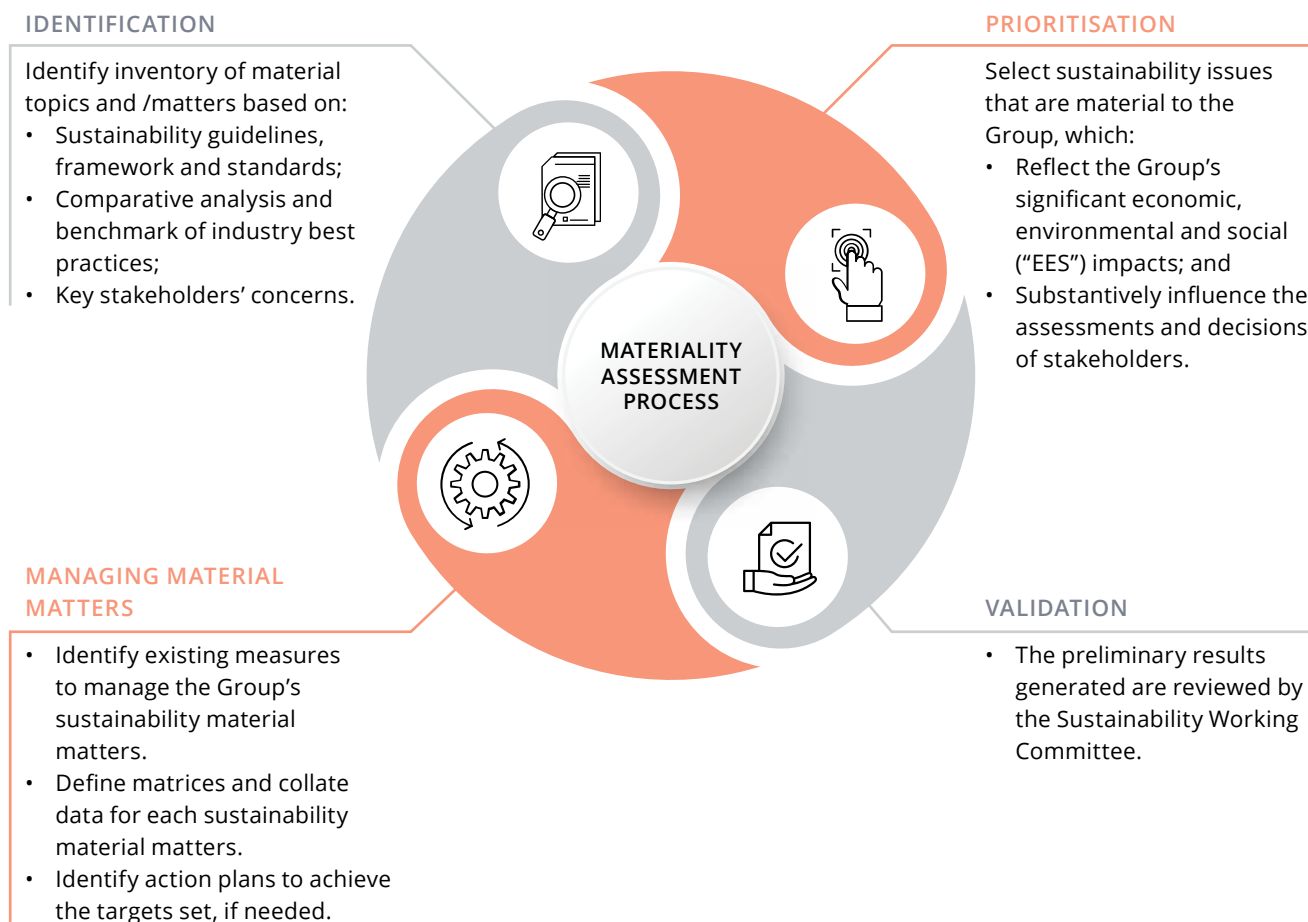 IDENTIFICATION
Identify inventory of material
topics and /matters based on:
• Sustainability guidelines,
framework and standards;
• Comparative analysis and
benchmark of industry best
practices;
• Key stakeholders’ concerns.
PRIORITISATION
Select sustainability issues
that are material to the
Group, which:
• Reflect the Group’s
significant economic,
environmental and social
(“EES”) impacts; and
• Substantively influence the
assessments and decisions
of stakeholders.
MATERIALITY
ASSESSMENT
PROCESS
MANAGING MATERIAL
MATTERS
• Identify existing measures
to manage the Group’s
sustainability material
matters.
• Define matrices and collate
data for each sustainability
material matters.
• Identify action plans to achieve
the targets set, if needed.
VALIDATION
• The preliminary results
generated are reviewed by
the Sustainability Working
Committee.